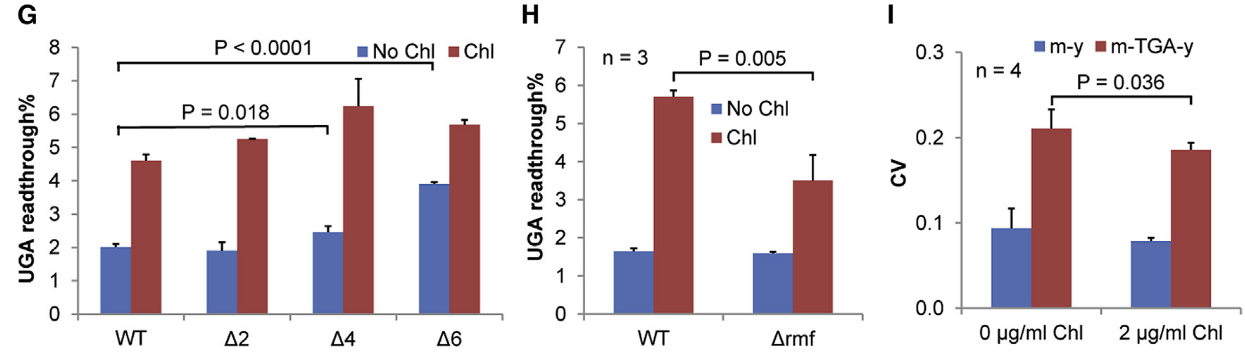 G
P < 0.0001
No Chl
Chl
P = 0.018
UGA readthrough%
8
7
6
5
4
3
2
1
0
WT
Δ2
Δ4
Δ6
H
n = 3
P = 0.005
No Chl
Chl
UGA readthrough%
7
6
5
4
3
2
1
0
WT
Δrmf
I
m-y
m-TGA-y
n = 4
P = 0.036
CV
0.3
0.2
0.1
0.0
0 µg/ml Chl
2 µg/ml Chl